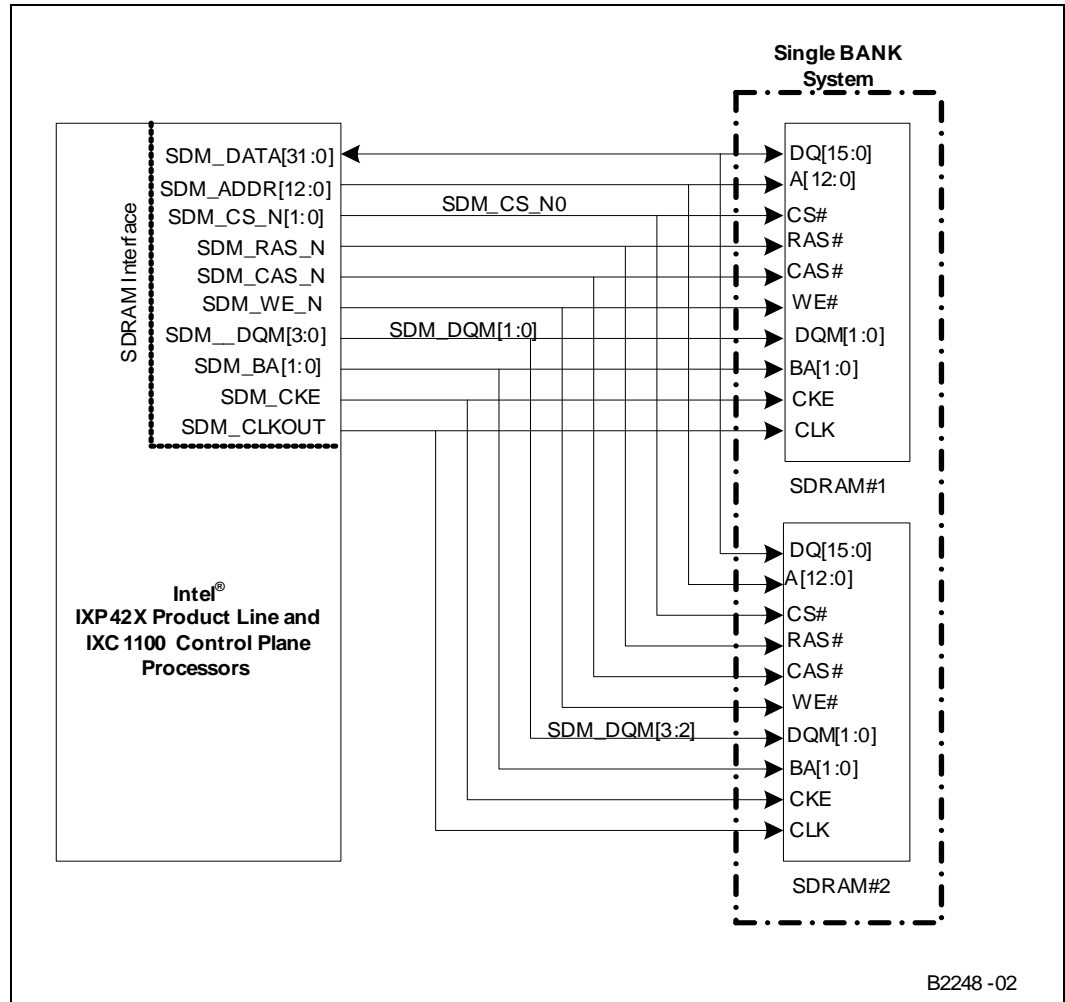 Single BANK
System
SDRAM Interface
SDM_DATA[31:0]
SDM_ADDR[12:0]
SDM_CS_N[1:0]
SDM_RAS_N
SDM_CAS_N
SDM_WE_N
SDM__DQM[3:0]
SDM_BA[1:0]
SDM_CKE
SDM_CLKOUT
SDM_CS_N0
SDM_DQM[1:0]
DQ[15:0]
A[12:0]
CS#
RAS#
CAS#
WE#
DQM[1:0]
BA[1:0]
CKE
CLK
SDRAM#1
Intel®
IXP42X Product Line and
IXC1100 Control Plane
Processors
SDM_DQM[3:2]
DQ[15:0]
A[12:0]
CS#
RAS#
CAS#
WE#
DQM[1:0]
BA[1:0]
CKE
CLK
SDRAM#2
B2248 -02